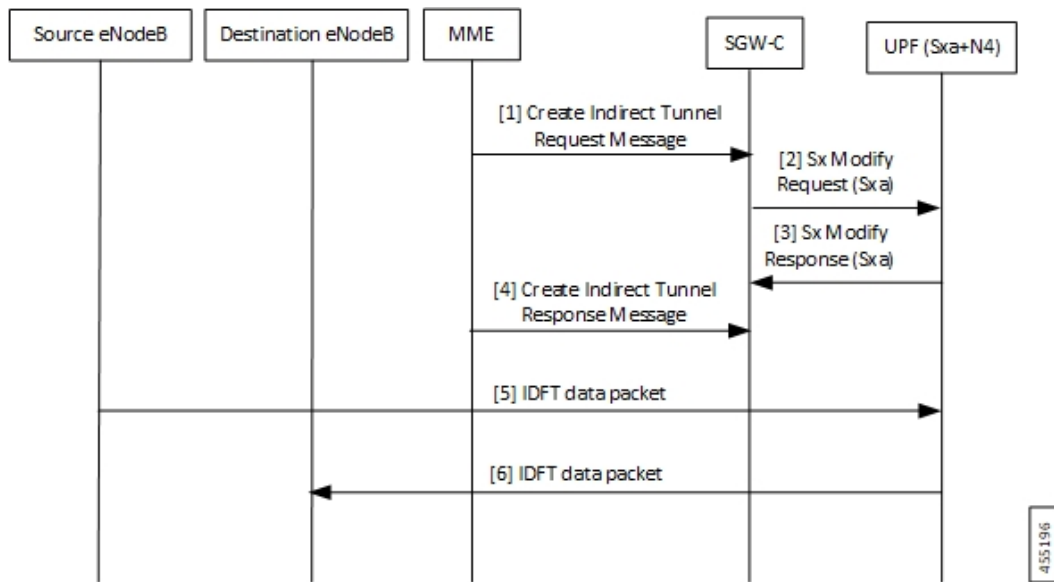 Source eNodeB
Destination eNodeB
MME
SGW-C
UPF (Sxa+N4)
[1] Create Indirect Tunnel
Request Message
[2] Sx Modify
Request (Sxa)
[3] Sx Modify
Response (Sxa)
[4] Create Indirect Tunnel
Response Message
[5] IDFT data packet
[6] IDFT data packet
455196